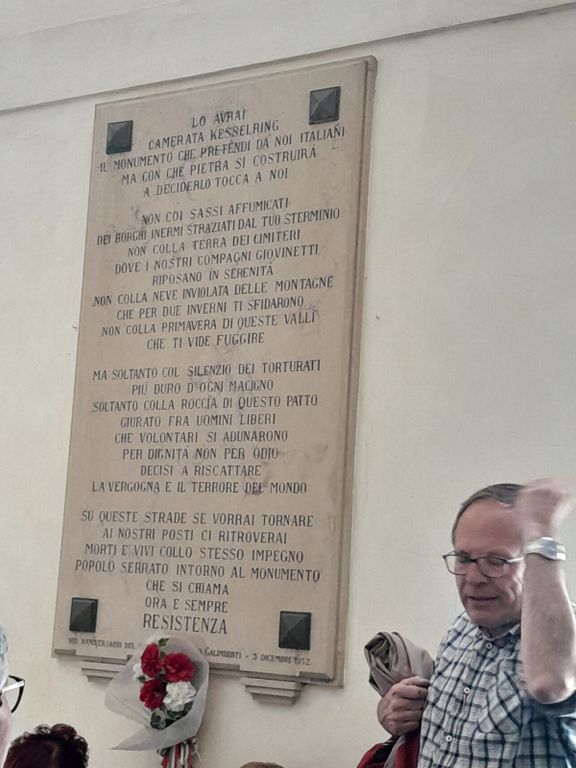 LO AVRAI
CAMERATA KESSELRING
IL MONUMENTO CHE PRETENDI DA NOI ITALIANI
MA CON CHE PIETRA SI COSTRUIRÀ
A DECIDERLO TOCCA A NOI
NON COI SASSI AFFUMICATI
DEI BORGHI INERMI STRAZIATI DAL TUO STERMINIO
NON COLLA TERRA DEI CIMITERI
DOVE I NOSTRI COMPAGNI GIOVINETTI
RIPOSANO IN SERENITÀ
NON COLLA NEVE INVIOLATA DELLE MONTAGNE
CHE PER DUE INVERNI TI SFIDARONO
NON COLLA PRIMAVERA DI QUESTE VALLI
CHE TI VIDE FUGGIRE
MA SOLTANTO COL SILENZIO DEI TORTURATI
PIÙ DURO D'OGNI MACIGNO
SOLTANTO COLLA ROCCIA DI QUESTO PATTO
GIURATO FRA UOMINI LIBERI
CHE VOLONTARI SI ADUNARONO
PER DIGNITÀ NON PER ODIO
DECISI A RISCATTARE
LA VERGOGNA E IL TERRORE DEL MONDO
SU QUESTE STRADE SE VORRAI TORNARE
AI NOSTRI POSTI CI RITROVERAI
MORTI E VIVI COLLO STESSO IMPEGNO
POPOLO SERRATO INTORNO AL MONUMENTO
CHE SI CHIAMA
ORA E SEMPRE
RESISTENZA
ANNIVERSARIO DEL GALIMBERTI - 3 DICEMBRE 1952